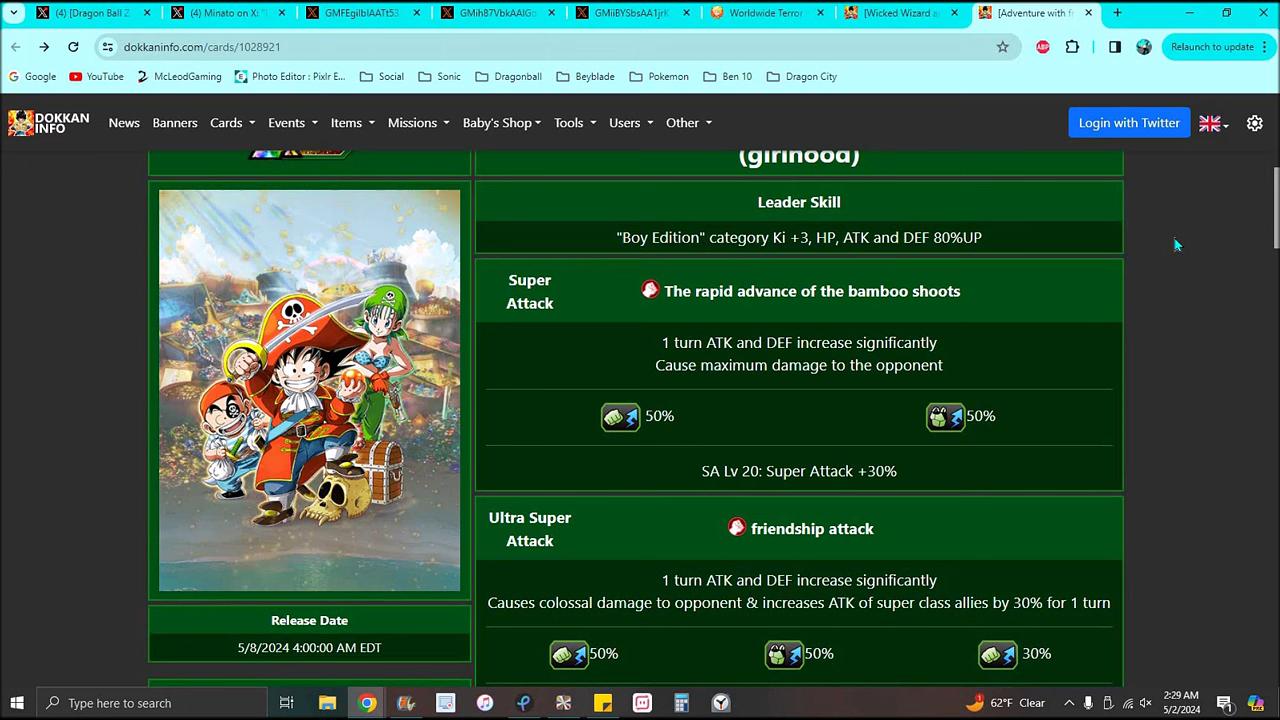 [Dragon Ball Z
(4) Minato on X: "I
GMFEgiIbIAATt53
GMih87VbkAAIGo
GMiiBYSbsAA1jrK
Worldwide Terror
[Wicked Wizard a
[Adventure with f
dokkaninfo.com/cards/1028921
ABP
Relaunch to update
Google
YouTube
McLeodGaming
Photo Editor : Pixlr E...
Social
Sonic
Dragonball
Beyblade
Pokemon
Ben 10
Dragon City
DOKKAN
INFO
News
Banners
Cards
Events
Items
Missions
Baby's Shop
Tools
Users
Other
Login with Twitter
(girlhood)
Leader Skill
"Boy Edition" category Ki +3, HP, ATK and DEF 80%UP
Super
Attack
The rapid advance of the bamboo shoots
1 turn ATK and DEF increase significantly
Cause maximum damage to the opponent
50%
50%
SA Lv 20: Super Attack +30%
Ultra Super
Attack
friendship attack
1 turn ATK and DEF increase significantly
Causes colossal damage to opponent & increases ATK of super class allies by 30% for 1 turn
50%
50%
30%
Release Date
5/8/2024 4:00:00 AM EDT
Type here to search
62°F Clear
2:29 AM
5/2/2024